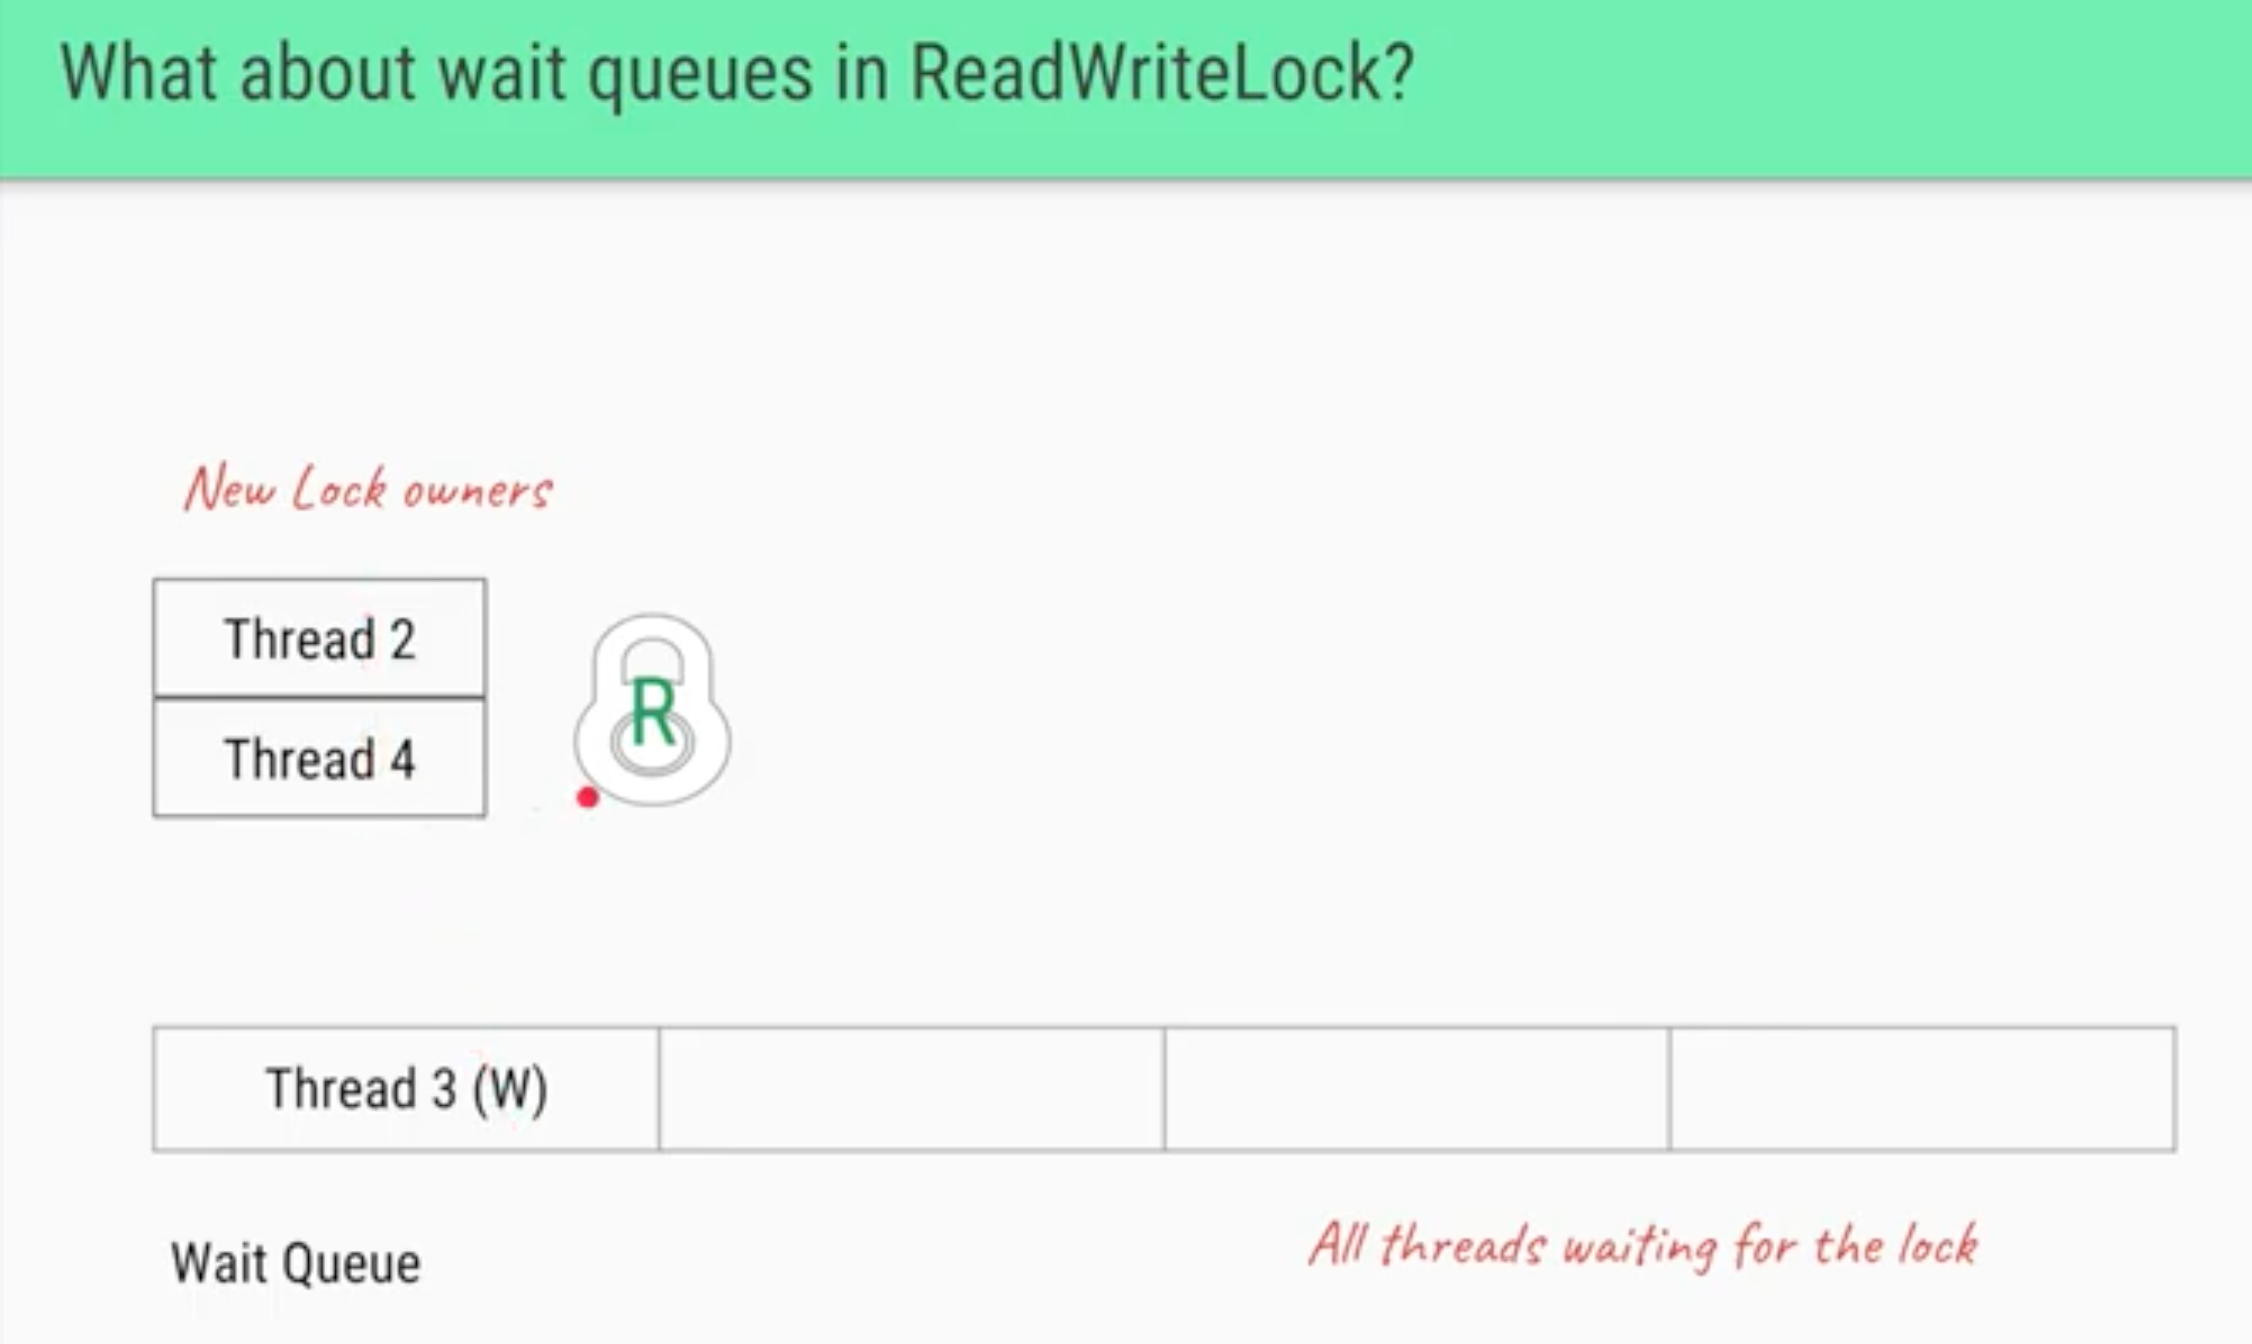 What about wait queues in ReadWriteLock?
New Lock owners
Thread 2
R
Thread 4
Thread 3 (W)
Wait Queue
All threads waiting for the lock